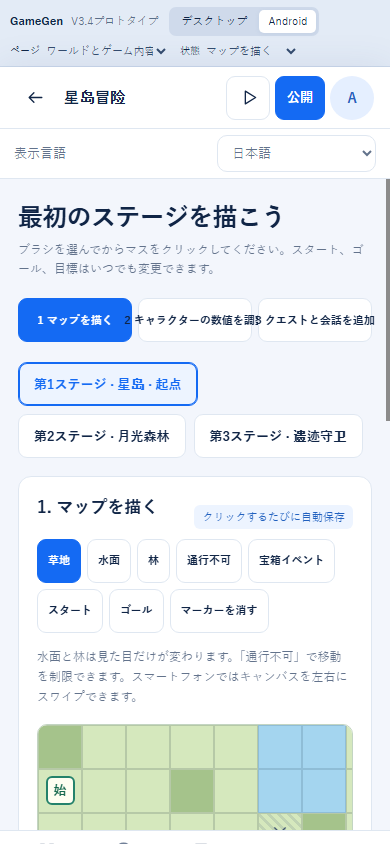 GameGen V3.4プロトタイプ デスクトップ Android
ページ ワールドとゲーム内容 状態 マップを描く
星岛冒险 公開 A
表示言語 日本語
最初のステージを描こう
ブラシを選んでからマスをクリックしてください。スタート、ゴ
ール、目標はいつでも変更できます。
1 マップを描く 2 キャラクターの数値を調 3 クエストと会話を追加
第1ステージ · 星岛 · 起点
第2ステージ · 月光森林 第3ステージ · 遗迹守卫
1. マップを描く
クリックするたびに自動保存
草地 水面 林 通行不可 宝箱イベント
スタート ゴール マーカーを消す
水面と林は見た目だけが変わります。「通行不可」で移動
を制限できます。スマートフォンではキャンバスを左右に
スワイプできます。
始